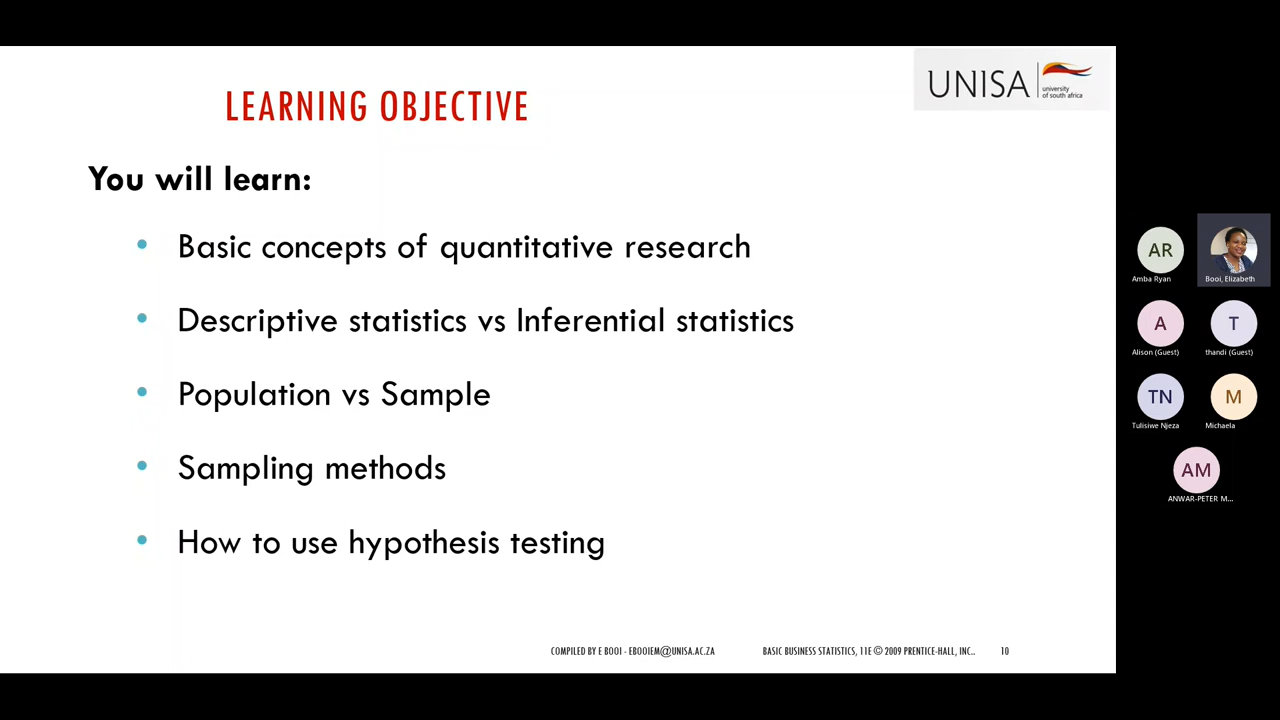 UNISA
university
of south africa
LEARNING OBJECTIVE
You will learn:
• Basic concepts of quantitative research
• Descriptive statistics vs Inferential statistics
• Population vs Sample
• Sampling methods
• How to use hypothesis testing
COMPILED BY E BOOI - EBOOIEM@UNISA.AC.ZA BASIC BUSINESS STATISTICS, 11E © 2009 PRENTICE-HALL, INC.. 10
AR
Amba Ryan
Booi, Elizabeth
A
Alison (Guest)
T
thandi (Guest)
TN
Tulisiwe Njeza
M
Michaela
AM
ANWAR-PETER M...